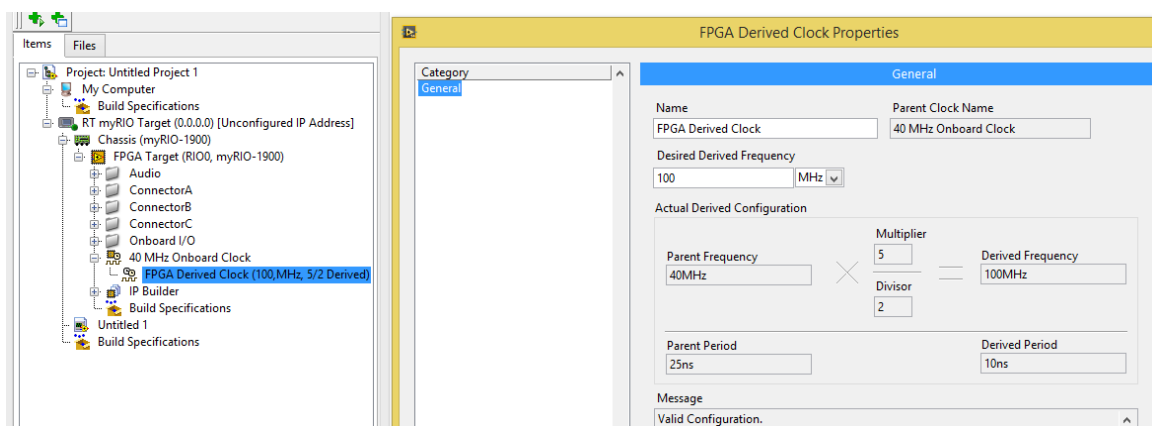 Items Files
Project: Untitled Project 1
My Computer
Build Specifications
RT myRIO Target (0.0.0.0) [Unconfigured IP Address]
Chassis (myRIO-1900)
FPGA Target (RIO0, myRIO-1900)
Audio
ConnectorA
ConnectorB
ConnectorC
Onboard I/O
40 MHz Onboard Clock
FPGA Derived Clock (100,MHz, 5/2 Derived)
IP Builder
Build Specifications
Untitled 1
Build Specifications
FPGA Derived Clock Properties
Category
General
General
Name Parent Clock Name
FPGA Derived Clock 40 MHz Onboard Clock
Desired Derived Frequency
100 MHz
Actual Derived Configuration
Multiplier
Parent Frequency 5 Derived Frequency
40MHz 100MHz
Divisor
2
Parent Period Derived Period
25ns 10ns
Message
Valid Configuration.